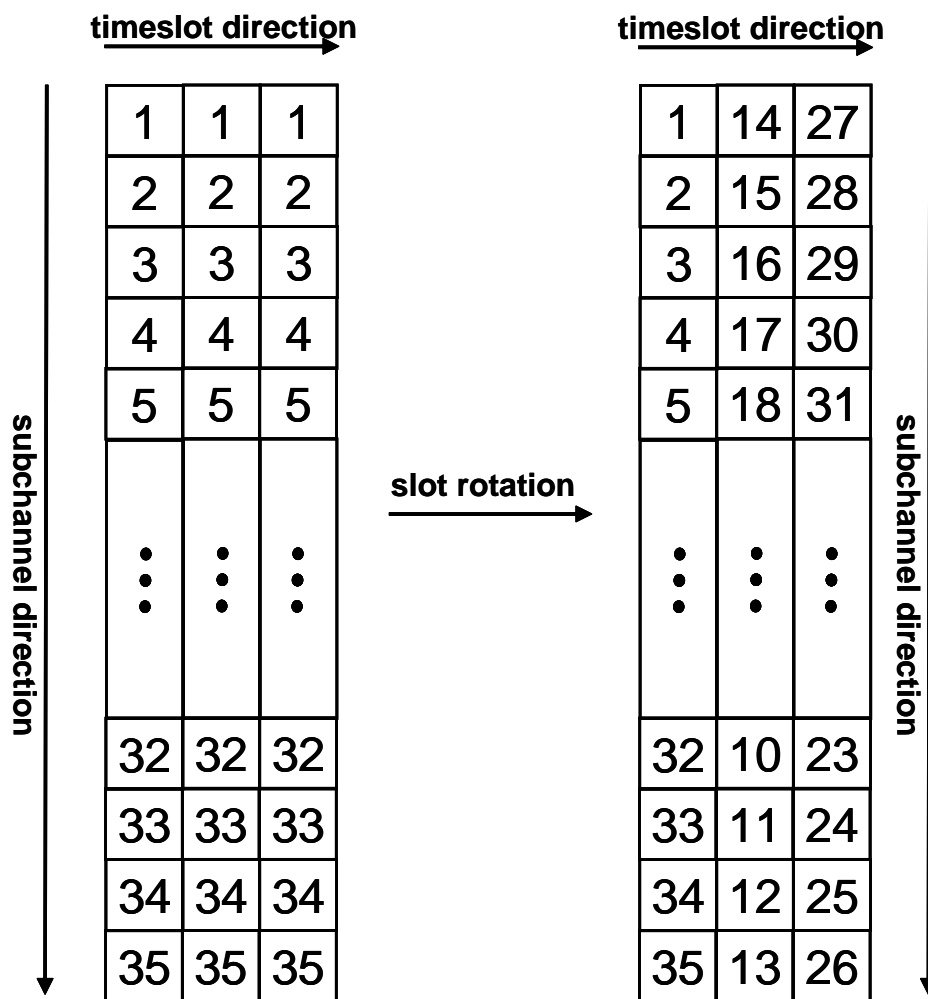 timeslot direction timeslot direction
1 1 1 1 14 27
2 2 2 2 15 28
3 3 3 3 16 29
4 4 4 4 17 30
5 5 5 5 18 31
subchannel direction
slot rotation
subchannel direction
32 32 32 32 10 23
33 33 33 33 11 24
34 34 34 34 12 25
35 35 35 35 13 26